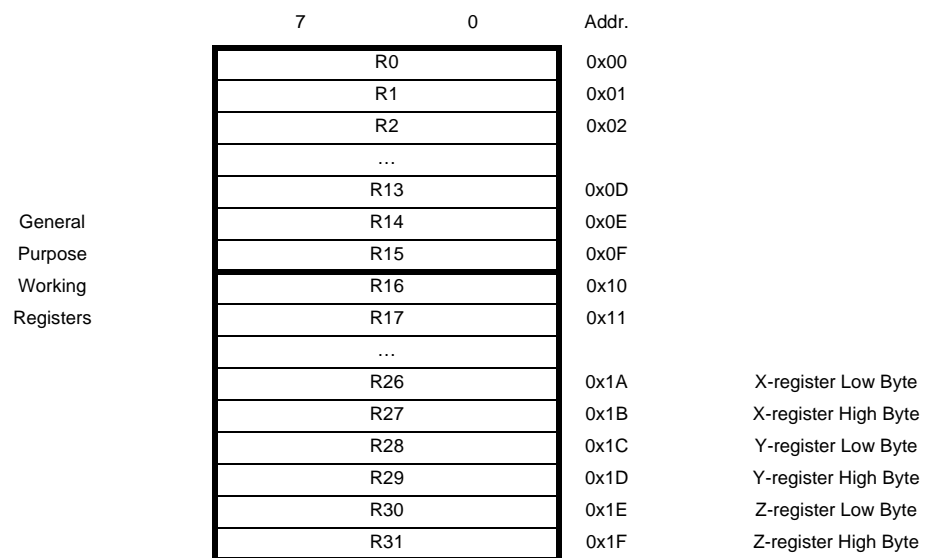 7 0 Addr.
R0 0x00
R1 0x01
R2 0x02
…
R13 0x0D
General R14 0x0E
Purpose R15 0x0F
Working R16 0x10
Registers R17 0x11
…
R26 0x1A X-register Low Byte
R27 0x1B X-register High Byte
R28 0x1C Y-register Low Byte
R29 0x1D Y-register High Byte
R30 0x1E Z-register Low Byte
R31 0x1F Z-register High Byte